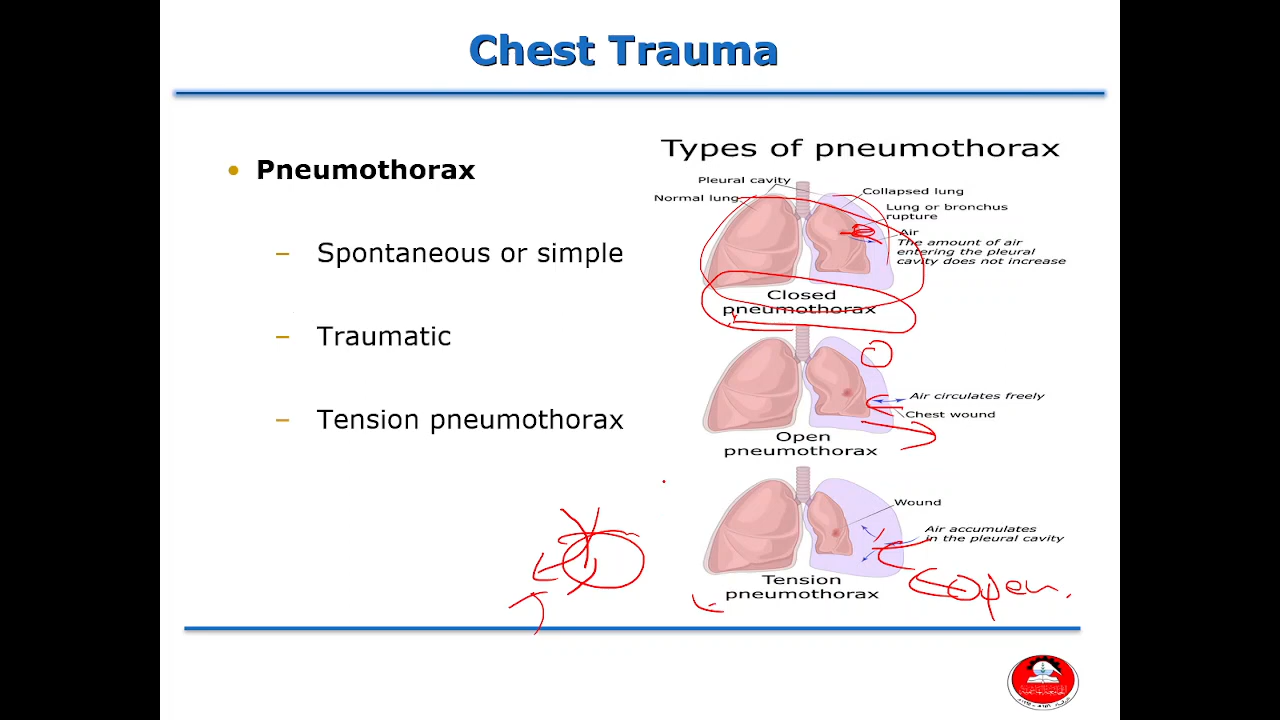 Chest Trauma
• Pneumothorax
– Spontaneous or simple
– Traumatic
– Tension pneumothorax
Types of pneumothorax
Pleural cavity
Normal lung
Collapsed lung
Lung or bronchus
rupture
Air
The amount of air
entering the pleural
cavity does not increase
Closed
pneumothorax
Air circulates freely
Chest wound
Open
pneumothorax
Wound
Air accumulates
in the pleural cavity
Tension
pneumothorax
Open.